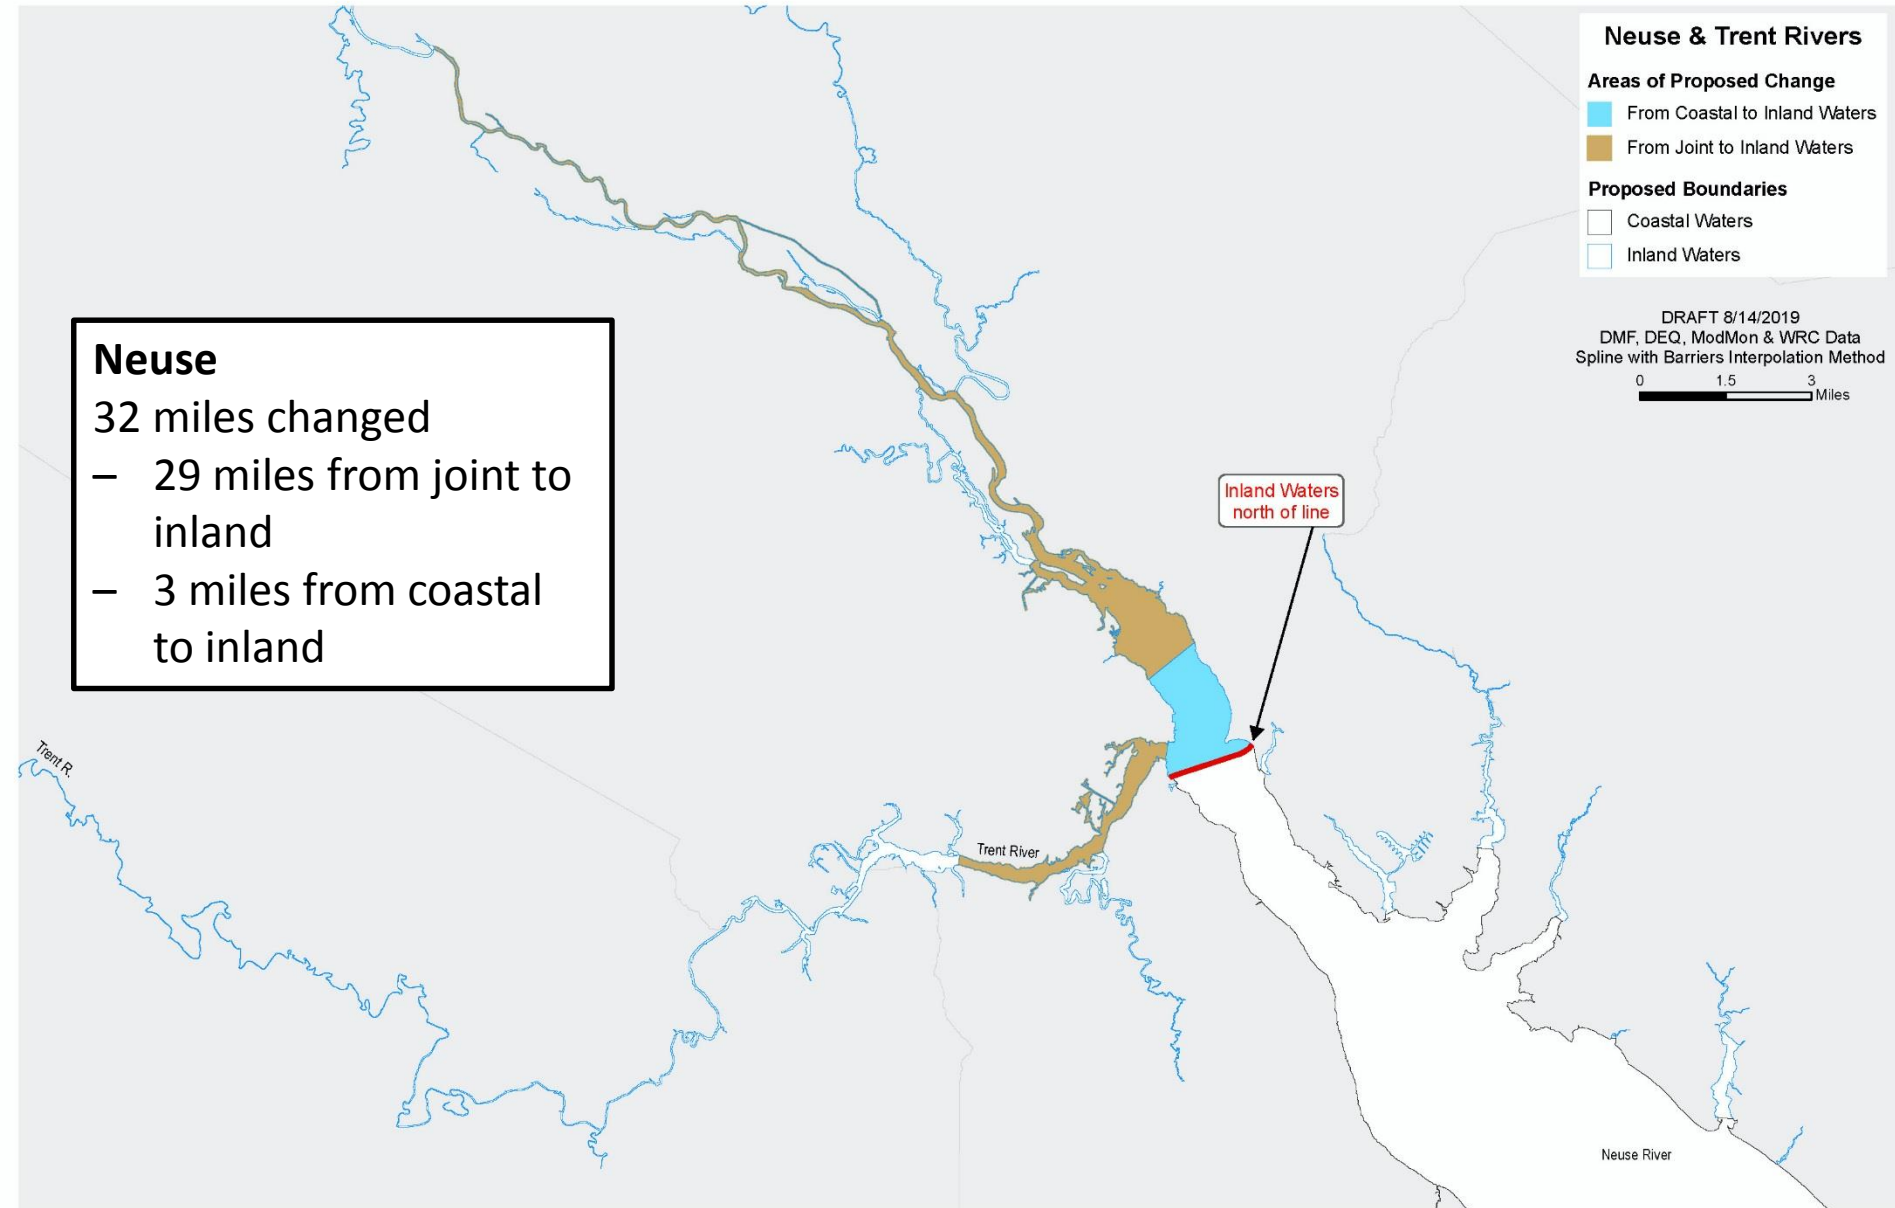 Neuse & Trent Rivers
Areas of Proposed Change
From Coastal to Inland Waters
From Joint to Inland Waters
Proposed Boundaries
Coastal Waters
Inland Waters
DRAFT 8/14/2019
DMF, DEQ, ModMon & WRC Data
Spline with Barriers Interpolation Method
0 1.5 3
Miles
Neuse
32 miles changed
– 29 miles from joint to
inland
– 3 miles from coastal
to inland
Inland Waters
north of line
Trent R.
Trent River
Neuse River